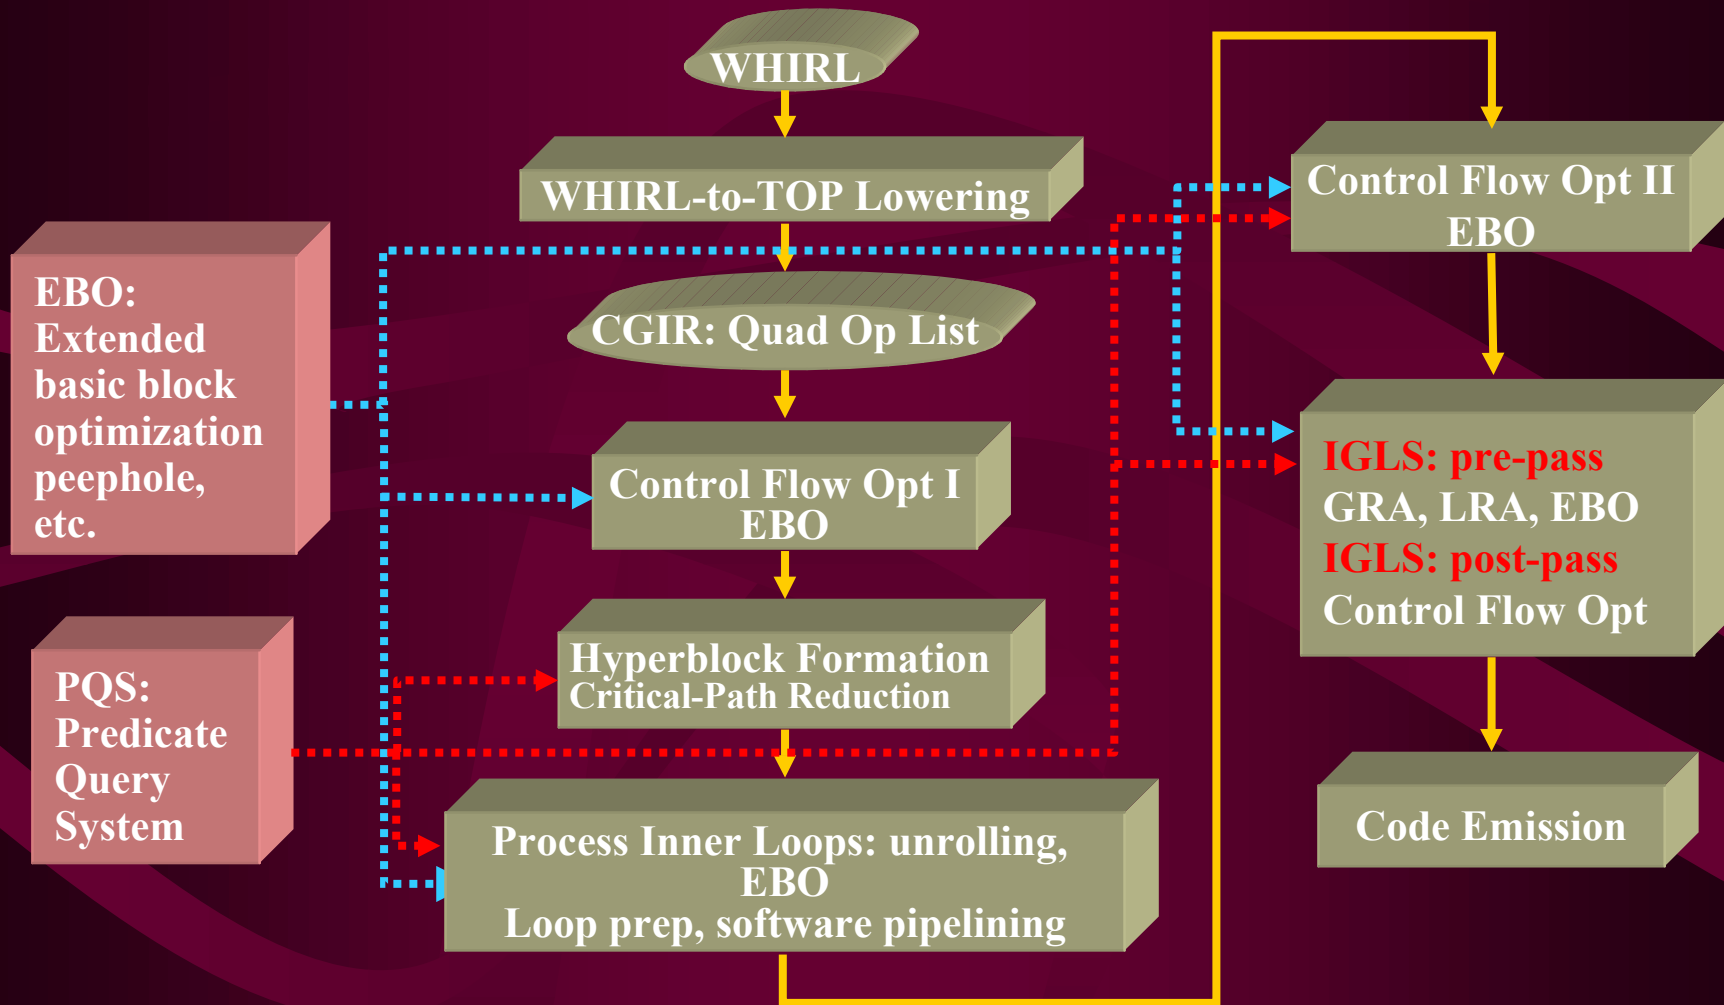 WHIRL
WHIRL-to-TOP Lowering
CGIR: Quad Op List
Control Flow Opt I
EBO
Hyperblock Formation
Critical-Path Reduction
Process Inner Loops: unrolling,
EBO
Loop prep, software pipelining
EBO:
Extended
basic block
optimization
peephole,
etc.
PQS:
Predicate
Query
System
Control Flow Opt II
EBO
IGLS: pre-pass
GRA, LRA, EBO
IGLS: post-pass
Control Flow Opt
Code Emission